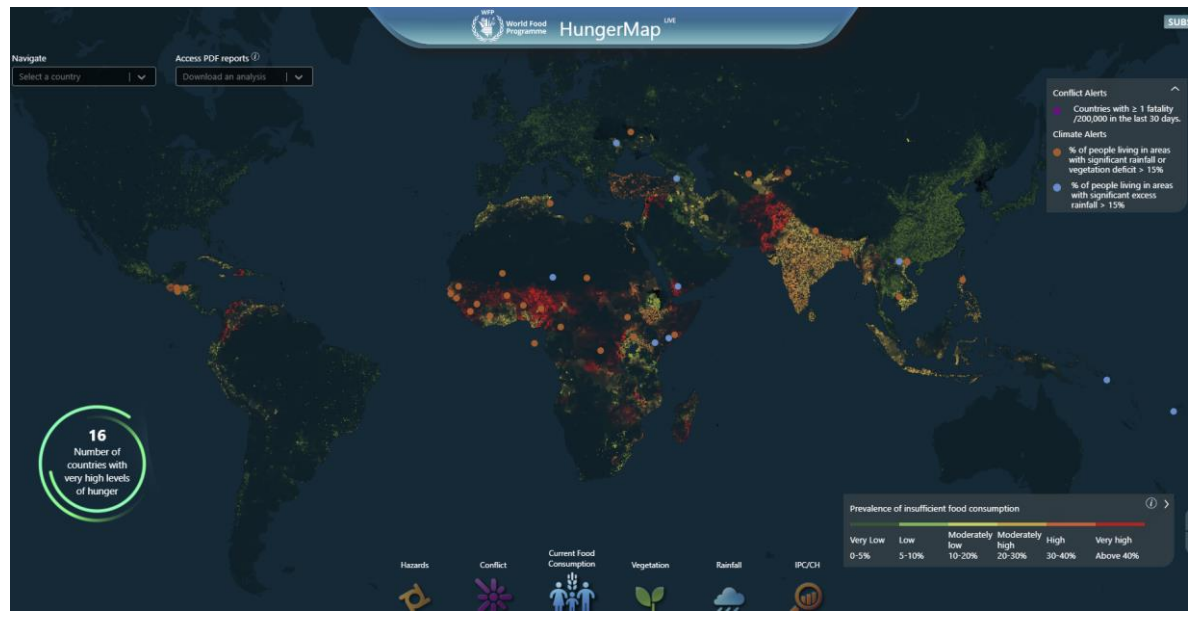 WFP
World Food
Programme
HungerMap LIVE
SUBS
Navigate
Select a country
Access PDF reports
Download an analysis
Conflict Alerts
Countries with ≥ 1 fatality
/200,000 in the last 30 days.
Climate Alerts
% of people living in areas
with significant rainfall or
vegetation deficit > 15%
% of people living in areas
with significant excess
rainfall > 15%
16
Number of
countries with
very high levels
of hunger
Prevalence of insufficient food consumption
Very Low
Low
Moderately
low
Moderately
high
High
Very high
0-5%
5-10%
10-20%
20-30%
30-40%
Above 40%
Hazards
Conflict
Current Food
Consumption
Vegetation
Rainfall
IPC/CH